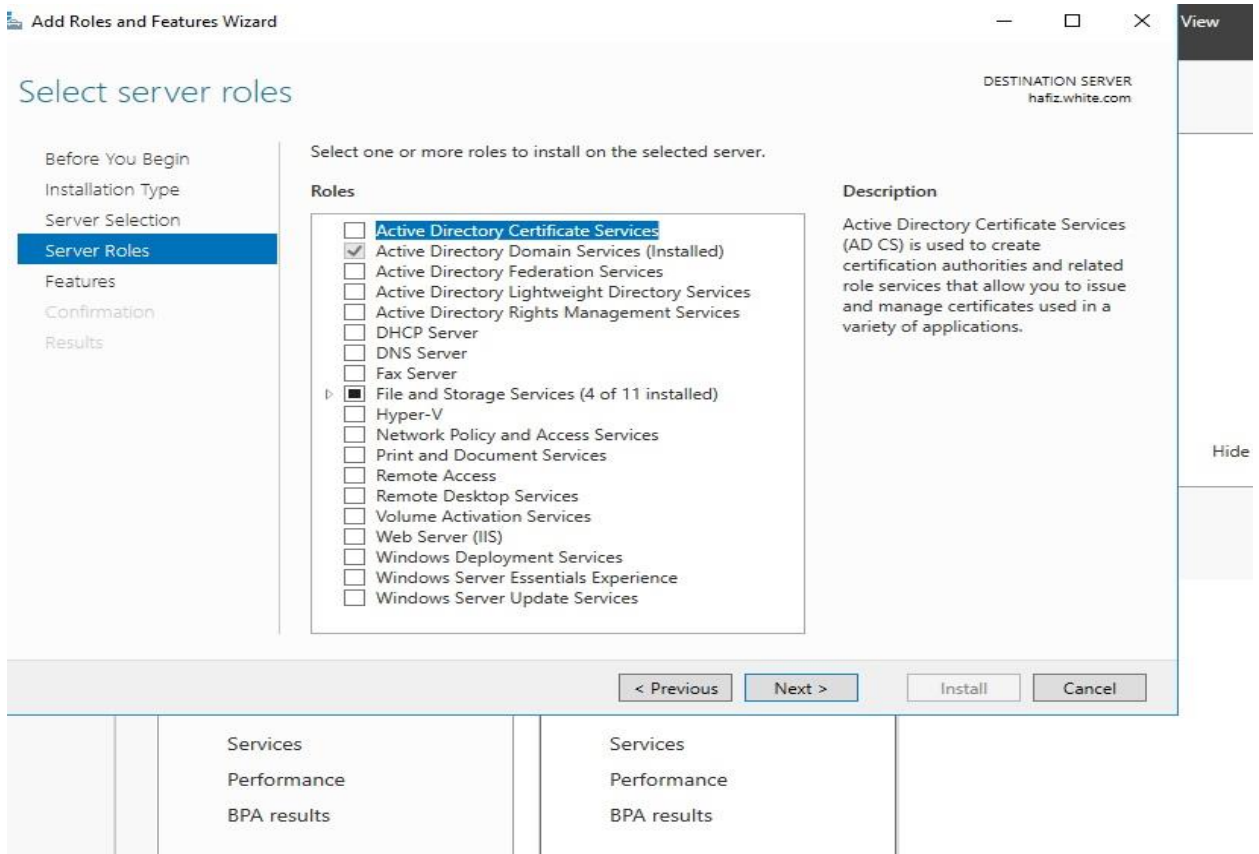 Add Roles and Features Wizard
View
Select server roles
DESTINATION SERVER
hafiz.white.com
Before You Begin
Installation Type
Server Selection
Server Roles
Features
Confirmation
Results
Select one or more roles to install on the selected server.
Roles
Active Directory Certificate Services
Active Directory Domain Services (Installed)
Active Directory Federation Services
Active Directory Lightweight Directory Services
Active Directory Rights Management Services
DHCP Server
DNS Server
Fax Server
File and Storage Services (4 of 11 installed)
Hyper-V
Network Policy and Access Services
Print and Document Services
Remote Access
Remote Desktop Services
Volume Activation Services
Web Server (IIS)
Windows Deployment Services
Windows Server Essentials Experience
Windows Server Update Services
Description
Active Directory Certificate Services
(AD CS) is used to create
certification authorities and related
role services that allow you to issue
and manage certificates used in a
variety of applications.
Hide
< Previous
Next >
Install
Cancel
Services
Performance
BPA results
Services
Performance
BPA results